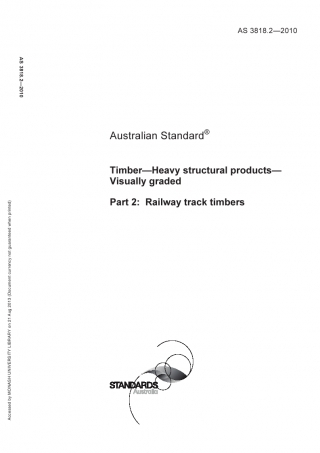 AS 3818.2—2010
AS 3818.2—2010
Australian Standard®
Timber—Heavy structural products—
Visually graded
Part 2: Railway track timbers
Accessed by MONASH UNIVERSITY LIBRARY on 21 Aug 2010 (Document currency not guaranteed when printed)
STANDARDS
Australia